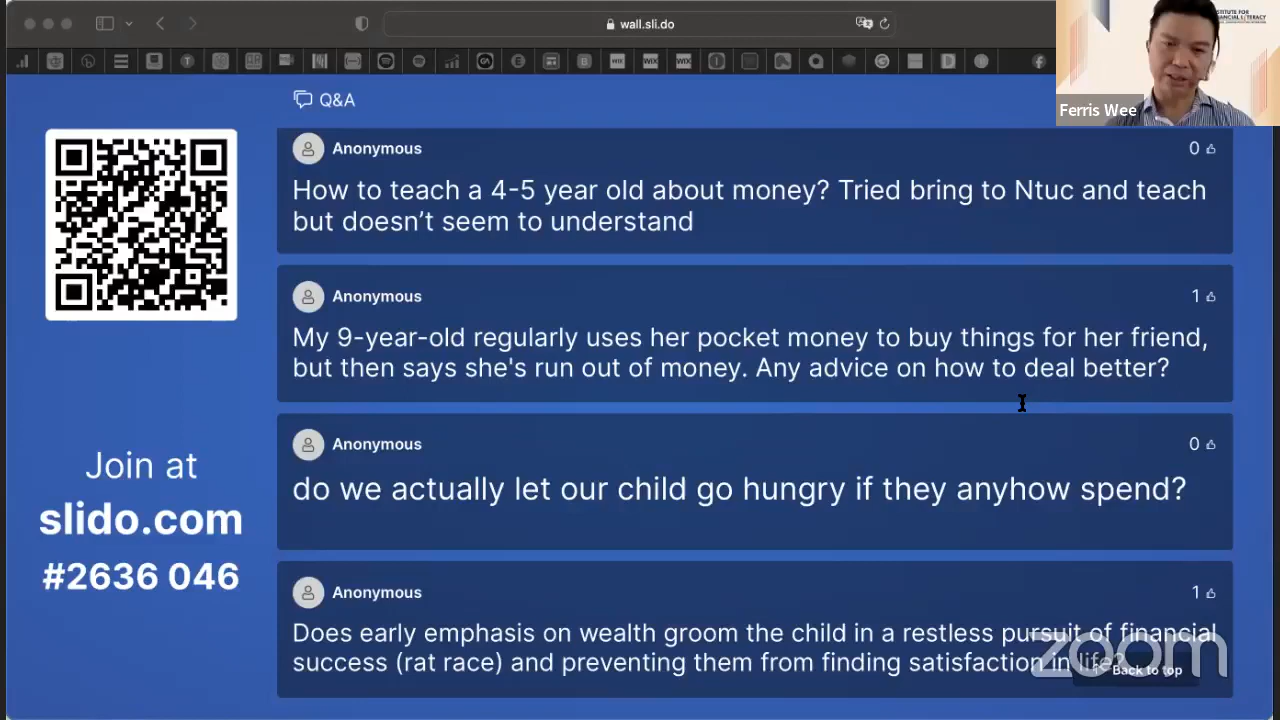 wall.sli.do
INSTITUTE FOR
FINANCIAL LITERACY
Ferris Wee
Q&A
Anonymous
0
How to teach a 4-5 year old about money? Tried bring to Ntuc and teach
but doesn’t seem to understand
Anonymous
1
My 9-year-old regularly uses her pocket money to buy things for her friend,
but then says she's run out of money. Any advice on how to deal better?
Anonymous
0
do we actually let our child go hungry if they anyhow spend?
Anonymous
1
Does early emphasis on wealth groom the child in a restless pursuit of financial
success (rat race) and preventing them from finding satisfaction in life?
Back to top
zoom
Join at
slido.com
#2636 046